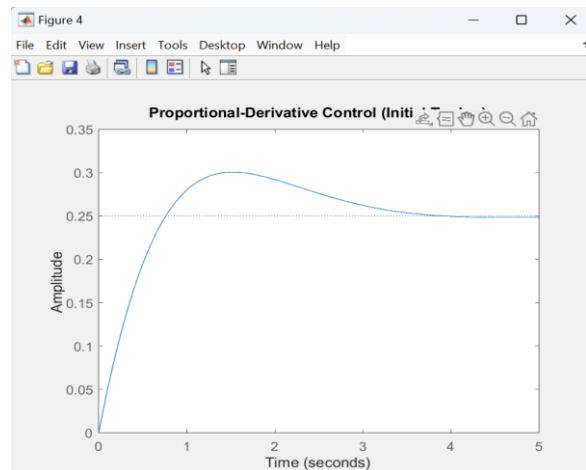 Figure 4
File Edit View Insert Tools Desktop Window Help
Proportional-Derivative Control
0.35
0.3
0.25
0.2
0.15
0.1
0.05
0
Amplitude
0 1 2 3 4 5
Time (seconds)